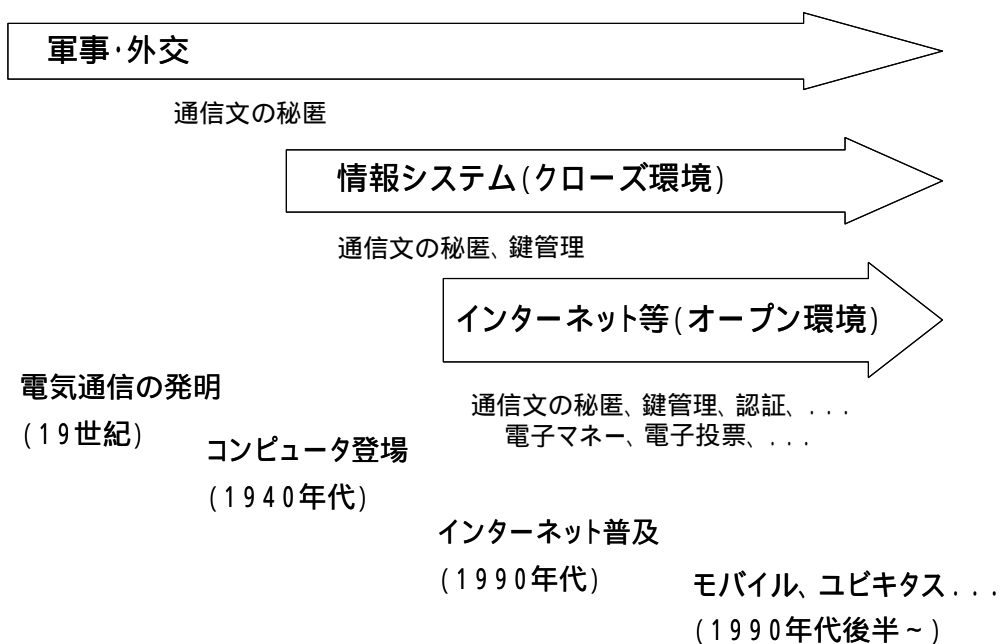 軍事・外交
通信文の秘匿
情報システム(クローズ環境)
通信文の秘匿、鍵管理
インターネット等(オープン環境)
通信文の秘匿、鍵管理、認証、...
電子マネー、電子投票、...
電気通信の発明
(19世紀)
コンピュータ登場
(1940年代)
インターネット普及
(1990年代)
モバイル、ユビキタス...
(1990年代後半~)